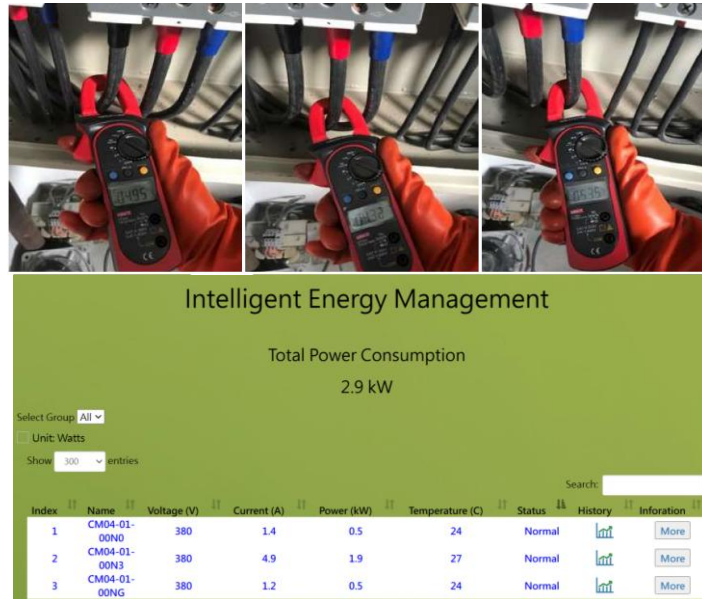 Intelligent Energy Management
Total Power Consumption
2.9 kW
Select Group All
Unit: Watts
Show 300 entries
Search:
Index Name Voltage (V) Current (A) Power (kW) Temperature (C) Status History Inforation
1 CM04-01-00N0 380 1.4 0.5 24 Normal More
2 CM04-01-00N3 380 4.9 1.9 27 Normal More
3 CM04-01-00NG 380 1.2 0.5 24 Normal More